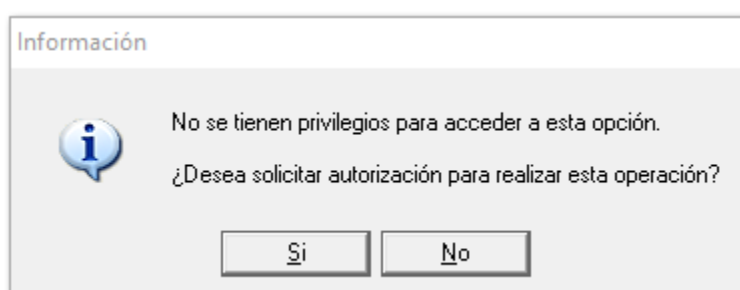 Información
No se tienen privilegios para acceder a esta opción.
¿Desea solicitar autorización para realizar esta operación?
Si
No